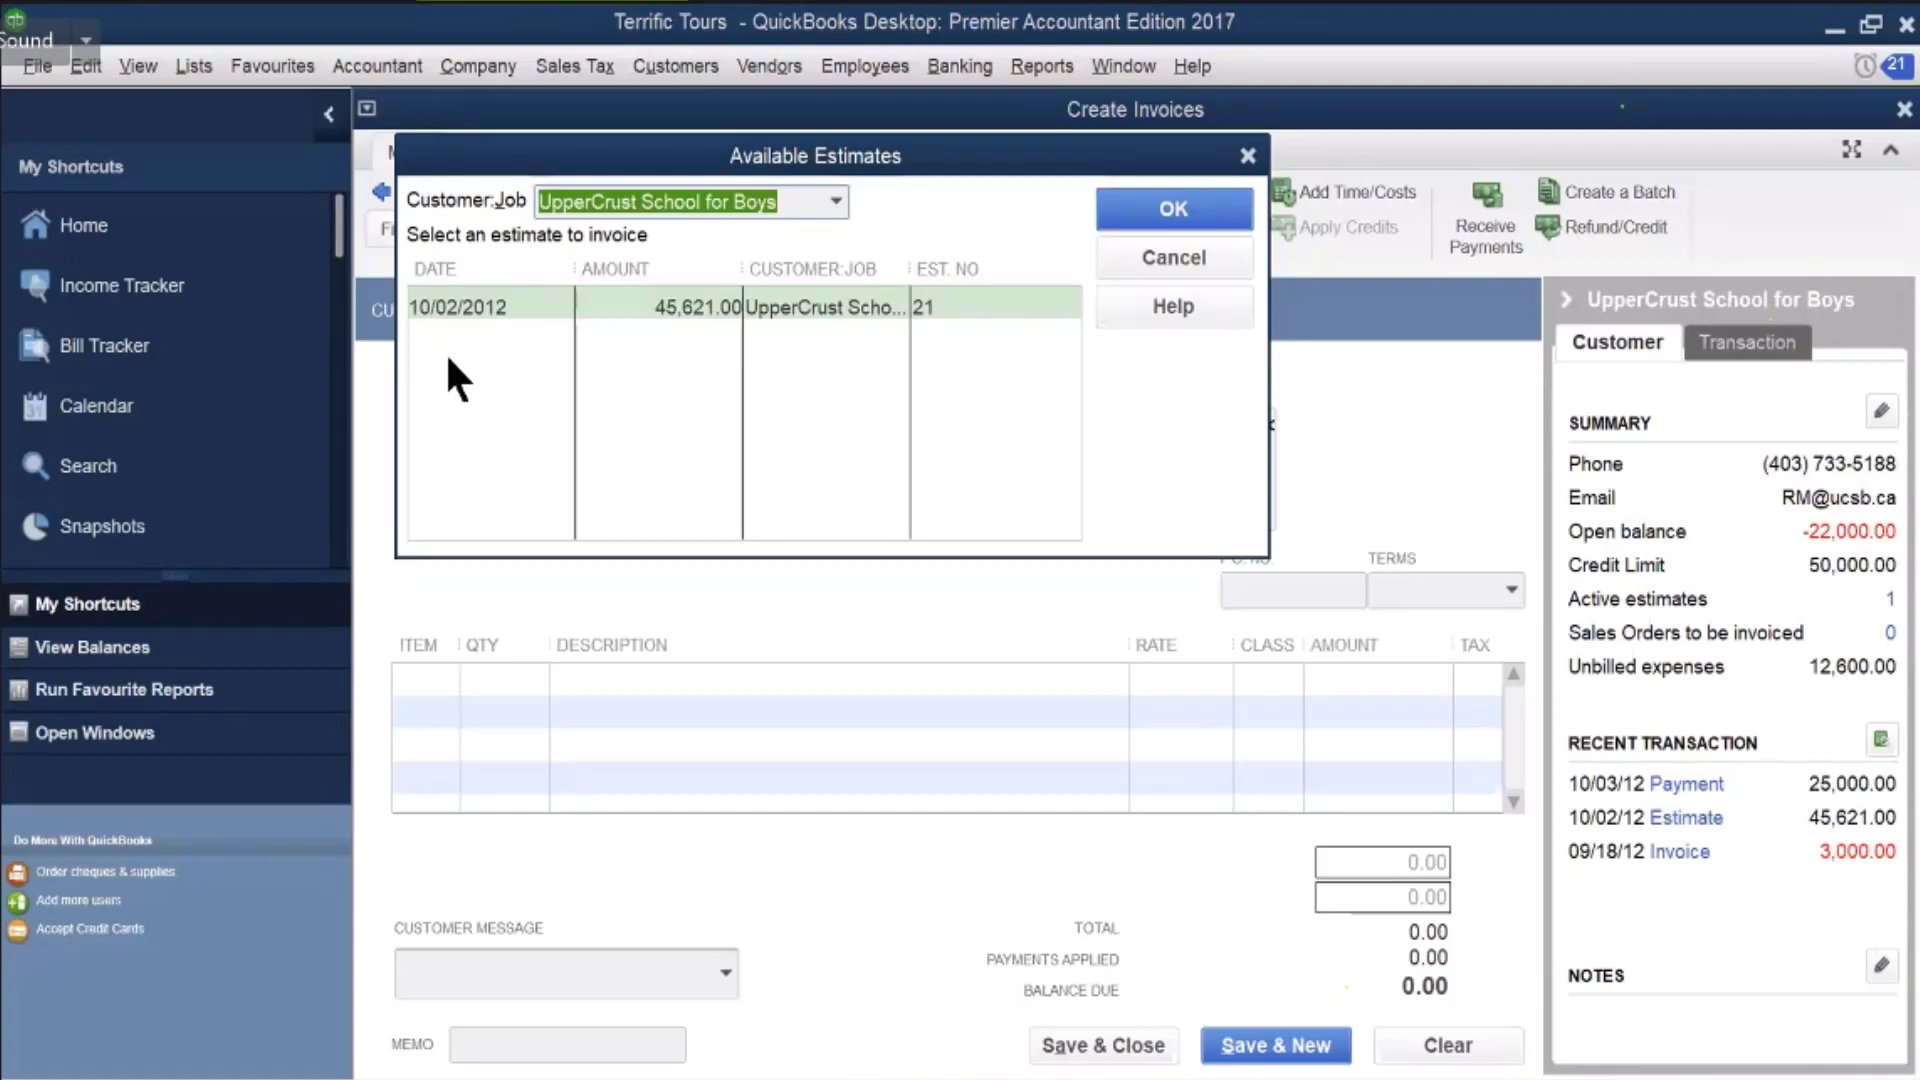 Terrific Tours - QuickBooks Desktop: Premier Accountant Edition 2017
Sound
File Edit View Lists Favourites Accountant Company Sales Tax Customers Vendors Employees Banking Reports Window Help
21
Create Invoices
My Shortcuts
Home
Income Tracker
Bill Tracker
Calendar
Search
Snapshots
My Shortcuts
View Balances
Run Favourite Reports
Open Windows
Do More With QuickBooks
Order cheques & supplies
Add more users
Accept Credit Cards
Available Estimates
Customer:Job UpperCrust School for Boys
Select an estimate to invoice
DATE AMOUNT CUSTOMER:JOB EST. NO
10/02/2012 45,621.00 UpperCrust Scho... 21
OK
Cancel
Help
Add Time/Costs
Apply Credits
Receive Payments
Create a Batch
Refund/Credit
TERMS
ITEM QTY DESCRIPTION RATE CLASS AMOUNT TAX
0.00
0.00
CUSTOMER MESSAGE
TOTAL 0.00
PAYMENTS APPLIED 0.00
BALANCE DUE 0.00
MEMO
Save & Close Save & New Clear
UpperCrust School for Boys
Customer Transaction
SUMMARY
Phone (403) 733-5188
Email RM@ucsb.ca
Open balance -22,000.00
Credit Limit 50,000.00
Active estimates 1
Sales Orders to be invoiced 0
Unbilled expenses 12,600.00
RECENT TRANSACTION
10/03/12 Payment 25,000.00
10/02/12 Estimate 45,621.00
09/18/12 Invoice 3,000.00
NOTES